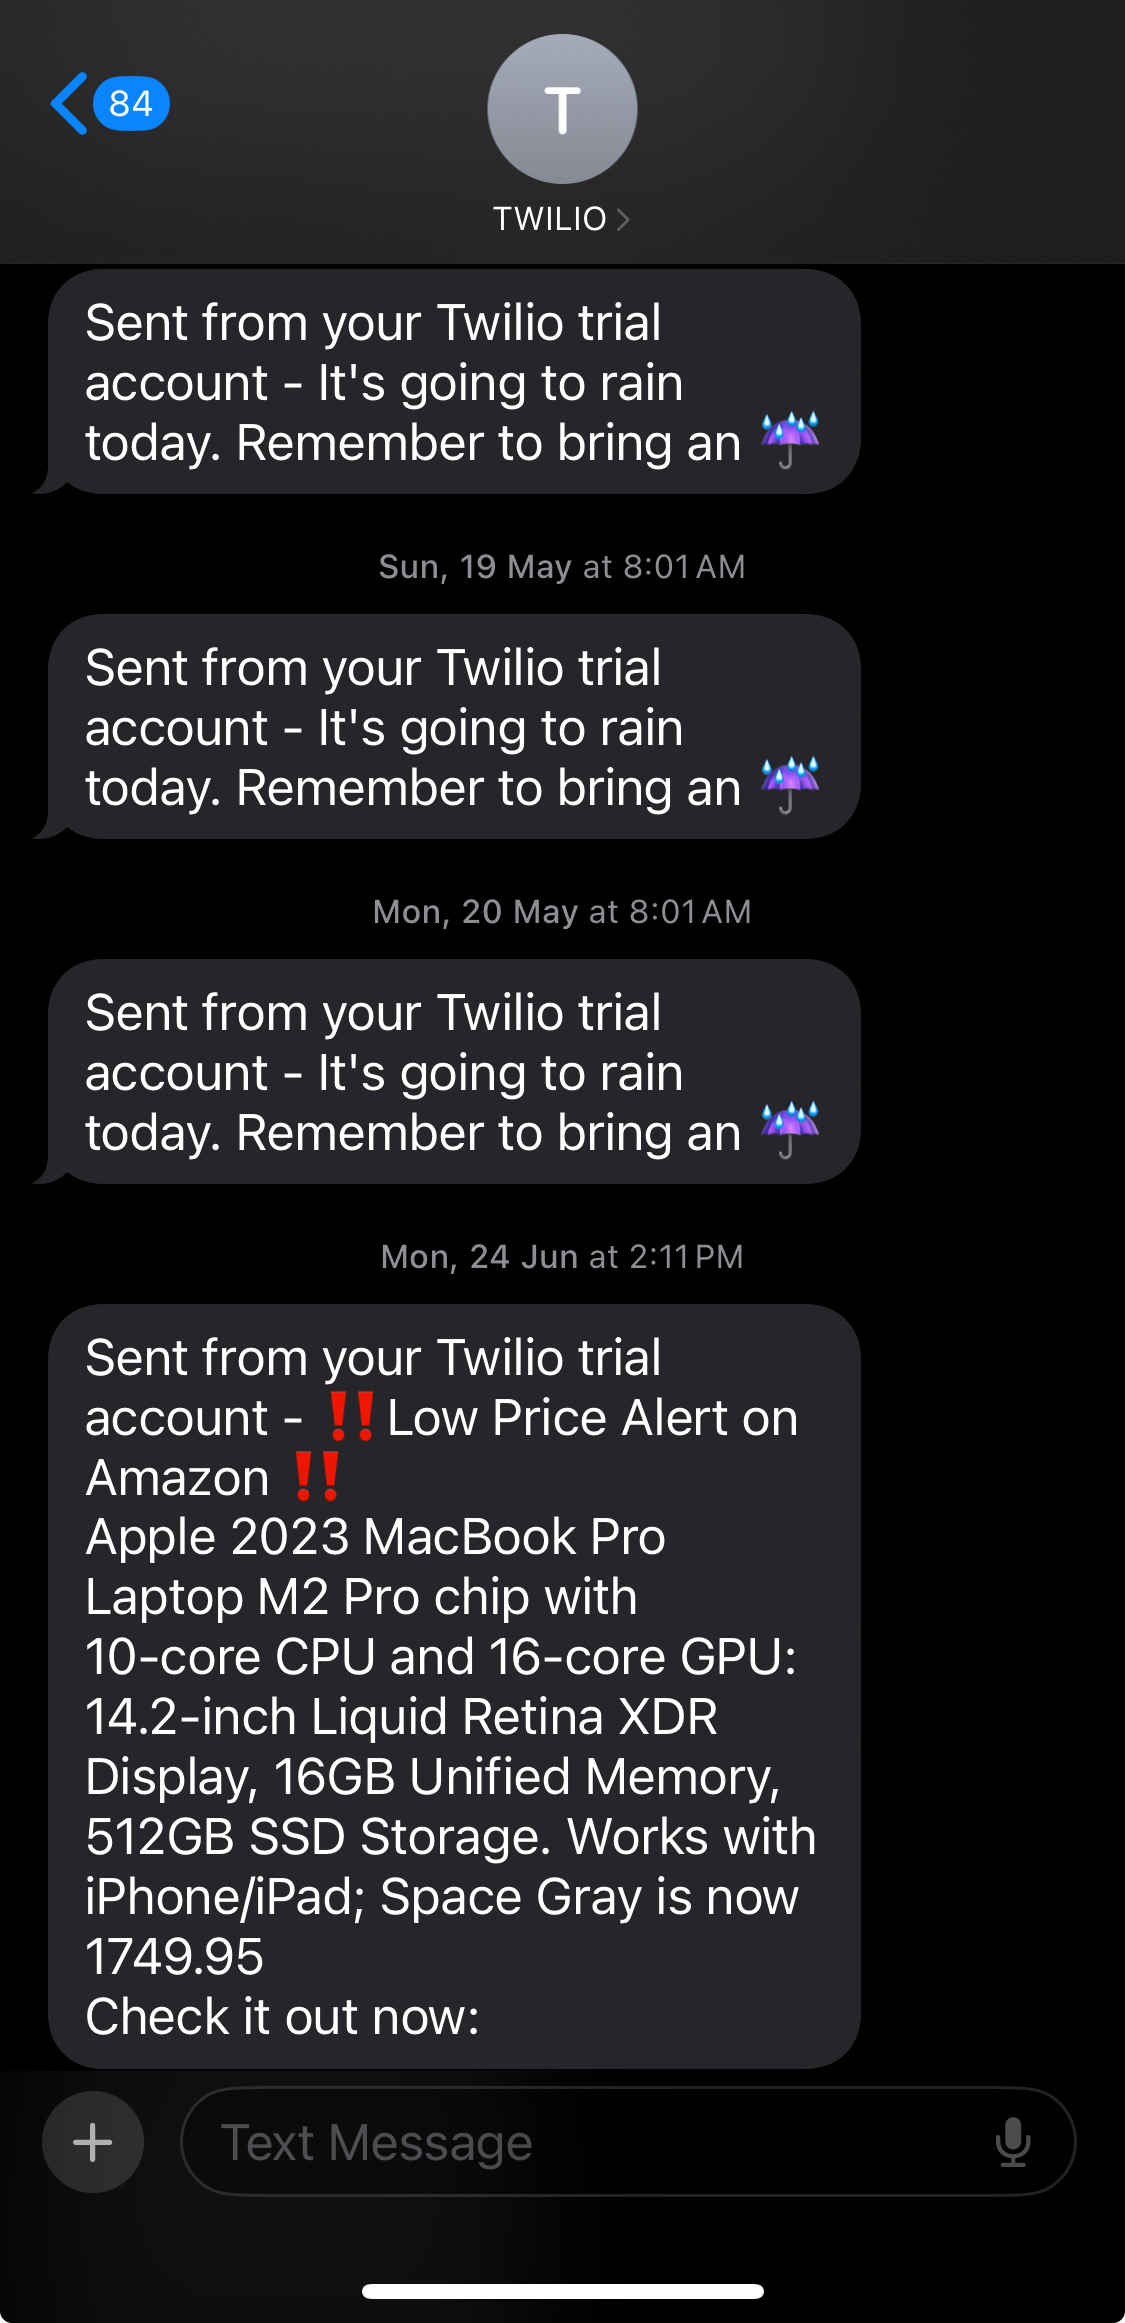 84
T
TWILIO
Sent from your Twilio trial
account - It's going to rain
today. Remember to bring an ☔
Sun, 19 May at 8:01 AM
Sent from your Twilio trial
account - It's going to rain
today. Remember to bring an ☔
Mon, 20 May at 8:01 AM
Sent from your Twilio trial
account - It's going to rain
today. Remember to bring an ☔
Mon, 24 Jun at 2:11 PM
Sent from your Twilio trial
account - ‼️Low Price Alert on
Amazon ‼️
Apple 2023 MacBook Pro
Laptop M2 Pro chip with
10-core CPU and 16-core GPU:
14.2-inch Liquid Retina XDR
Display, 16GB Unified Memory,
512GB SSD Storage. Works with
iPhone/iPad; Space Gray is now
1749.95
Check it out now:
Text Message